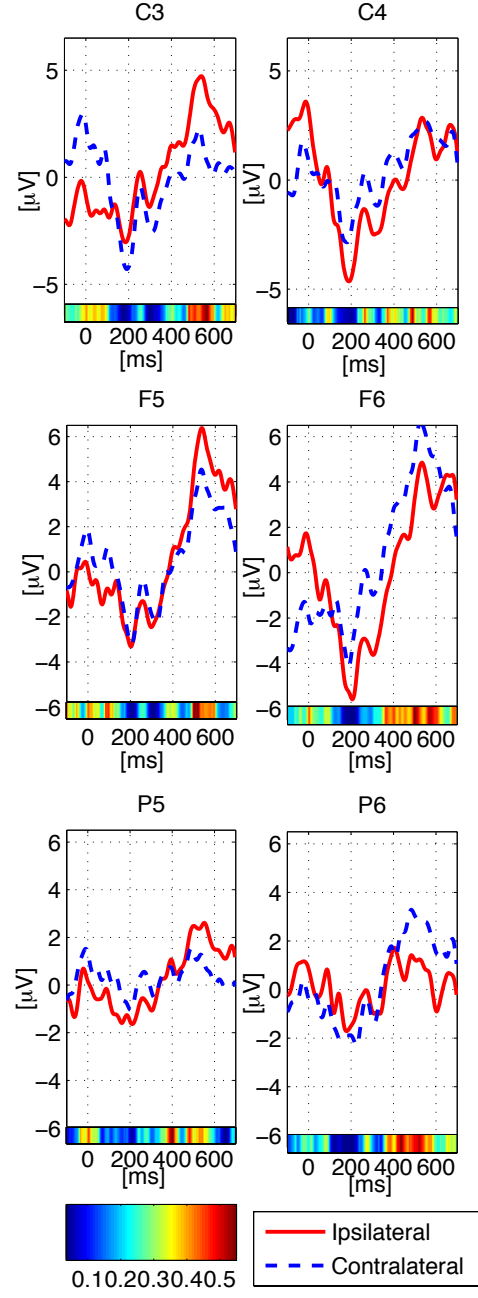 C3 C4
5 5
0 0
−5 −5
[µV] [µV]
0 200 400 600 0 200 400 600
[ms] [ms]
F5 F6
6 6
4 4
2 2
0 0
−2 −2
−4 −4
−6 −6
[µV] [µV]
0 200 400 600 0 200 400 600
[ms] [ms]
P5 P6
6 6
4 4
2 2
0 0
−2 −2
−4 −4
−6 −6
[µV] [µV]
0 200 400 600 0 200 400 600
[ms] [ms]
Ipsilateral
Contralateral
0.10.20.30.40.5